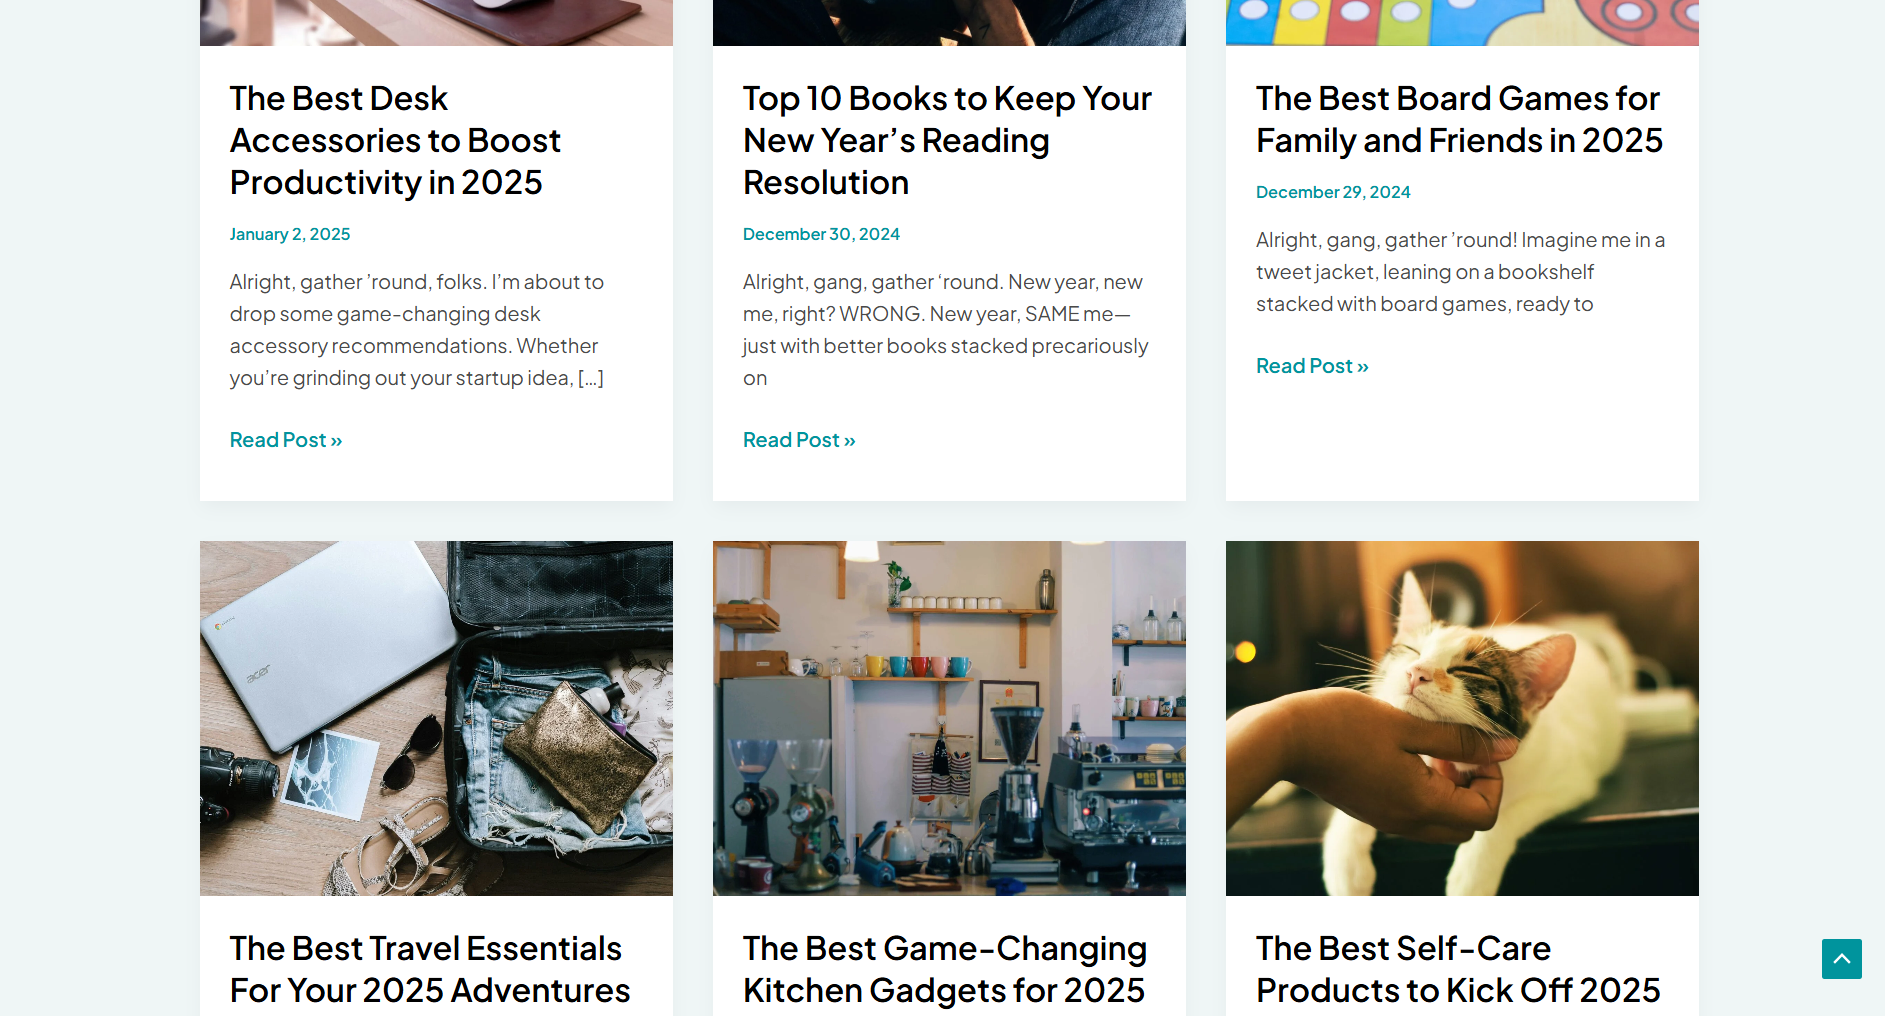 The Best Desk
Accessories to Boost
Productivity in 2025
January 2, 2025
Alright, gather ’round, folks. I’m about to
drop some game-changing desk
accessory recommendations. Whether
you’re grinding out your startup idea, […]
Read Post »
Top 10 Books to Keep Your
New Year’s Reading
Resolution
December 30, 2024
Alright, gang, gather ‘round. New year, new
me, right? WRONG. New year, SAME me—
just with better books stacked precariously
on
Read Post »
The Best Board Games for
Family and Friends in 2025
December 29, 2024
Alright, gang, gather ’round! Imagine me in a
tweet jacket, leaning on a bookshelf
stacked with board games, ready to
Read Post »
acer
The Best Travel Essentials
For Your 2025 Adventures
The Best Game-Changing
Kitchen Gadgets for 2025
The Best Self-Care
Products to Kick Off 2025